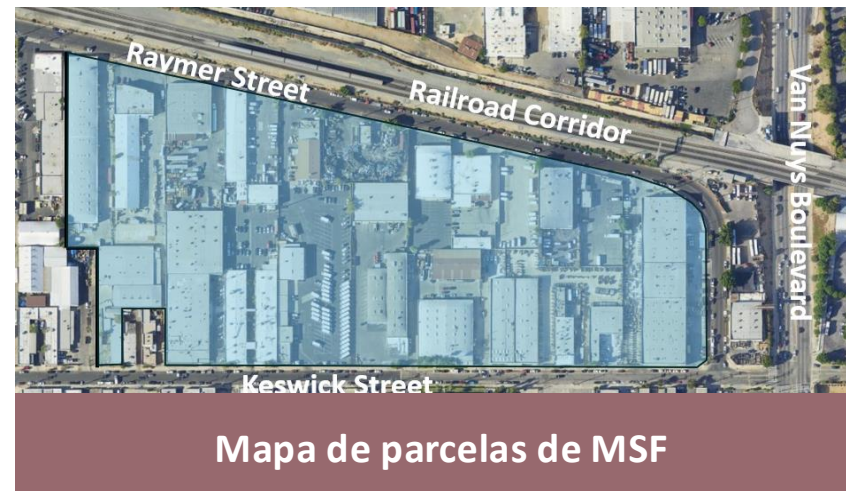 Raymer Street
Railroad Corridor
Van Nuys Boulevard
Keswick Street
Mapa de parcelas de MSF